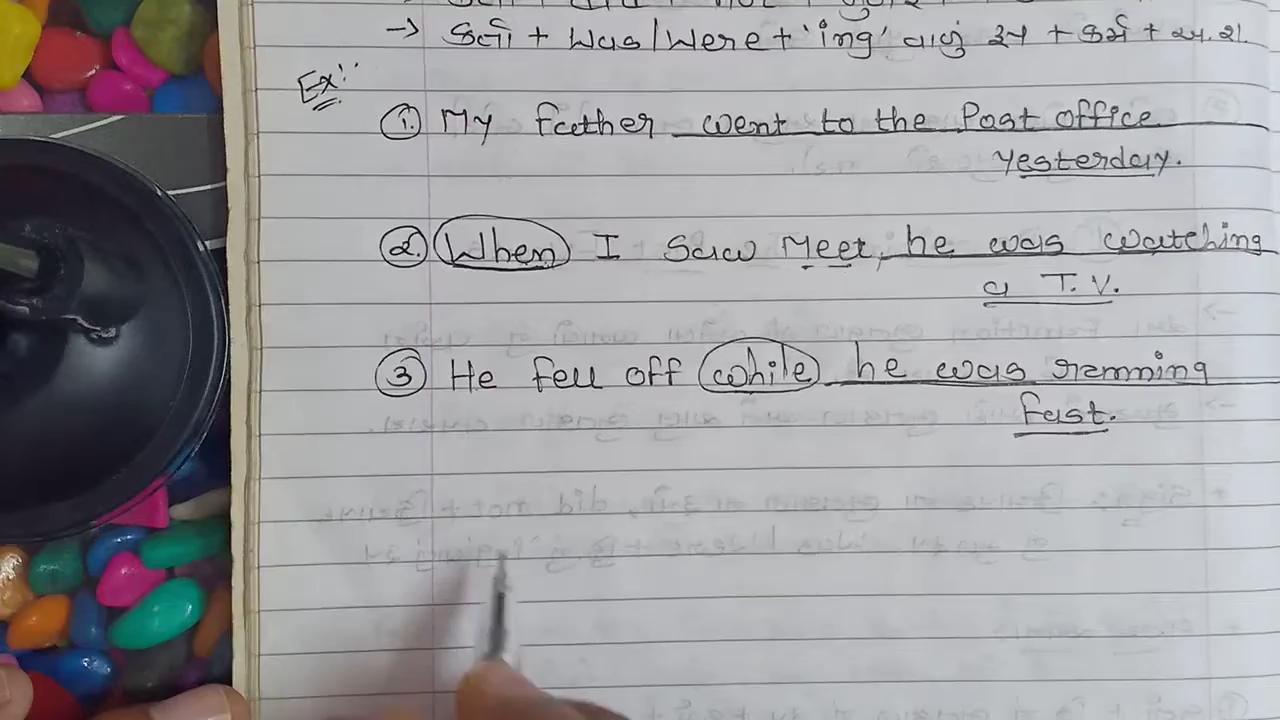 → કર્તા + was/were + 'ing' વાળું રૂપ + કર્મ + અ.શ.
Ex:-
①. My father went to the Post office
yesterday.
②. When I saw Meet, he was watching
a T.V.
③ He fell off while he was running
fast.